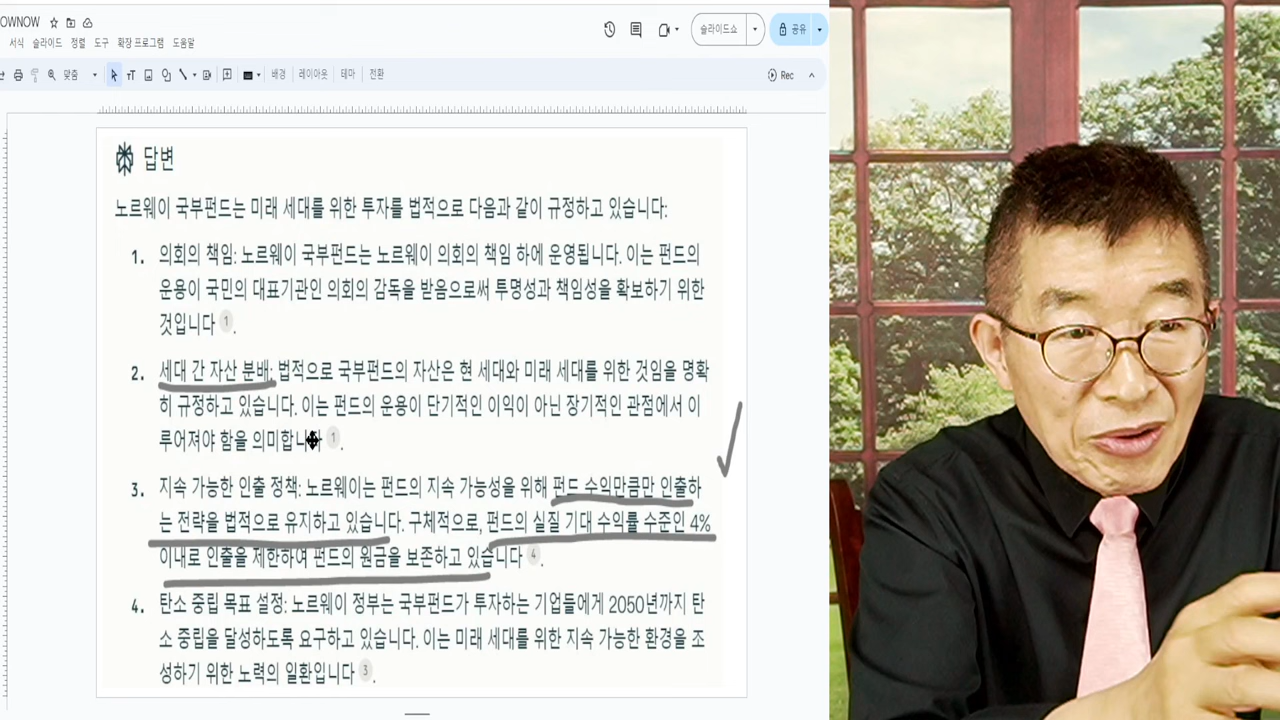 OWNOW
서식 슬라이드 정렬 도구 확장 프로그램 도움말
슬라이드쇼
공유
맞춤
배경 레이아웃 테마 전환
Rec
답변
노르웨이 국부펀드는 미래 세대를 위한 투자를 법적으로 다음과 같이 규정하고 있습니다:
1. 의회의 책임: 노르웨이 국부펀드는 노르웨이 의회의 책임 하에 운영됩니다. 이는 펀드의
운용이 국민의 대표기관인 의회의 감독을 받음으로써 투명성과 책임성을 확보하기 위한
것입니다 1.
2. 세대 간 자산 분배: 법적으로 국부펀드의 자산은 현 세대와 미래 세대를 위한 것임을 명확
히 규정하고 있습니다. 이는 펀드의 운용이 단기적인 이익이 아닌 장기적인 관점에서 이
루어져야 함을 의미합니다 1.
3. 지속 가능한 인출 정책: 노르웨이는 펀드의 지속 가능성을 위해 펀드 수익만큼만 인출하
는 전략을 법적으로 유지하고 있습니다. 구체적으로, 펀드의 실질 기대 수익률 수준인 4%
이내로 인출을 제한하여 펀드의 원금을 보존하고 있습니다 4.
4. 탄소 중립 목표 설정: 노르웨이 정부는 국부펀드가 투자하는 기업들에게 2050년까지 탄
소 중립을 달성하도록 요구하고 있습니다. 이는 미래 세대를 위한 지속 가능한 환경을 조
성하기 위한 노력의 일환입니다 3.